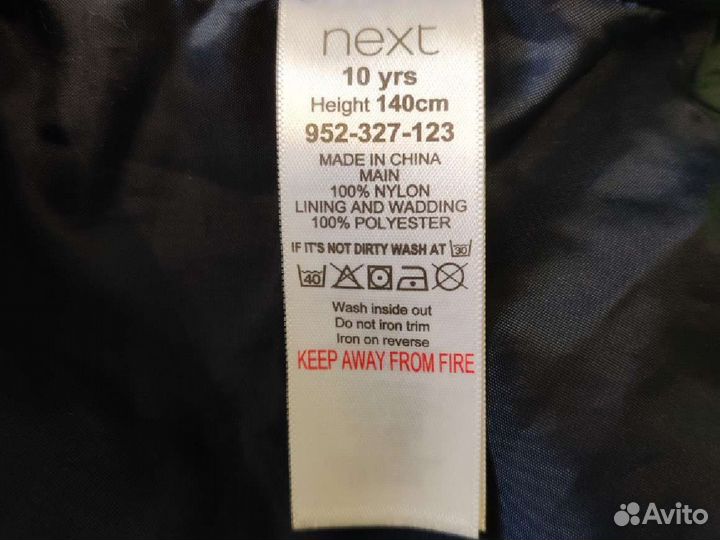 next
10 yrs
Height 140cm
952-327-123
MADE IN CHINA
MAIN
100% NYLON
LINING AND WADDING
100% POLYESTER
IF IT'S NOT DIRTY WASH AT 30
40
Wash inside out
Do not iron trim
Iron on reverse
KEEP AWAY FROM FIRE
Avito